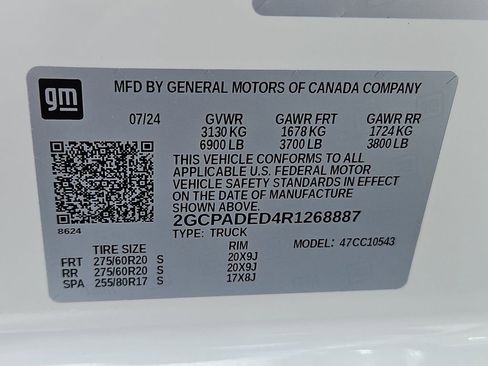 gm
MFD BY GENERAL MOTORS OF CANADA COMPANY
07/24 GVWR GAWR FRT GAWR RR
3130 KG 1678 KG 1724 KG
6900 LB 3700 LB 3800 LB
THIS VEHICLE CONFORMS TO ALL
APPLICABLE U.S. FEDERAL MOTOR
VEHICLE SAFETY STANDARDS IN EFFECT
ON THE DATE OF MANUFACTURE
SHOWN ABOVE.
8624
2GCPADED4R1268887
TYPE: TRUCK MODEL: 47CC10543
TIRE SIZE RIM
FRT 275/60R20 S 20X9J
RR 275/60R20 S 20X9J
SPA 255/80R17 S 17X8J